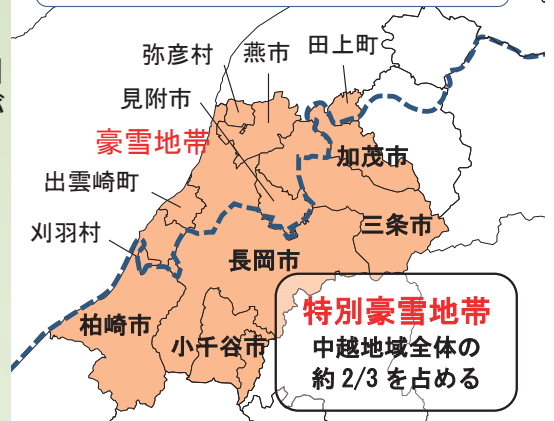 弥彦村
燕市
田上町
見附市
豪雪地帯
加茂市
出雲崎町
三条市
刈羽村
長岡市
特別豪雪地帯
柏崎市
小千谷市
中越地域全体の
約2/3を占める